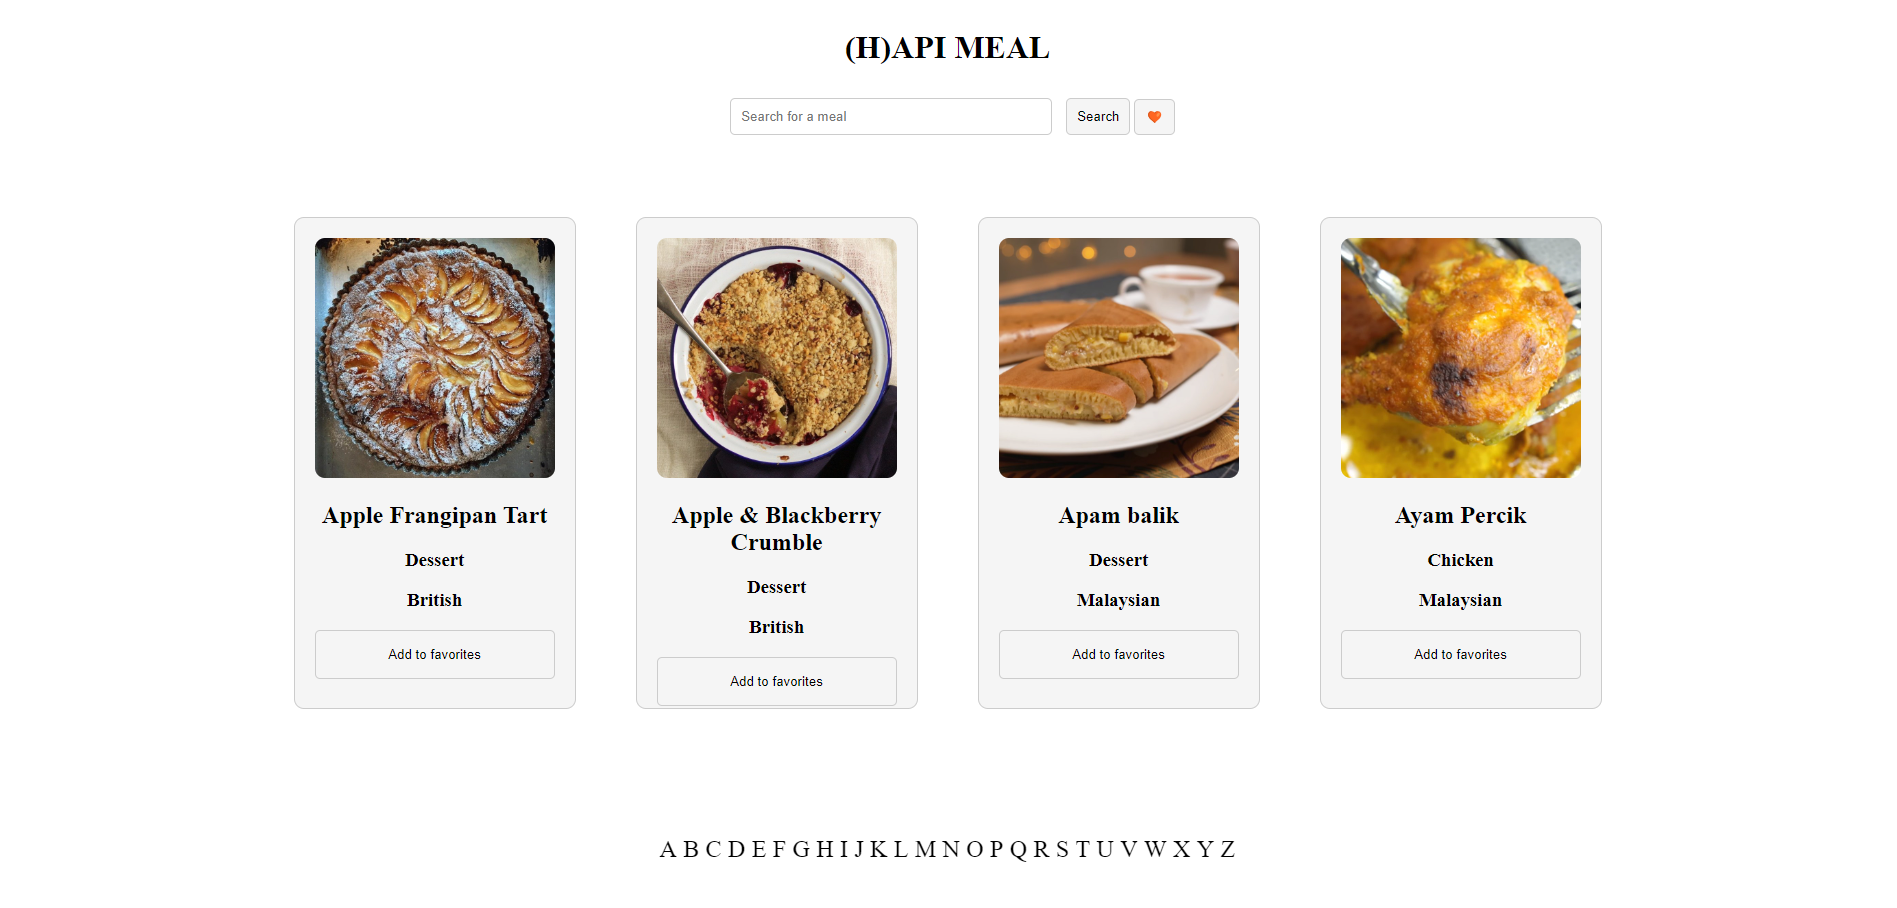 (H)API MEAL
Search for a meal
Search
Apple Frangipan Tart
Dessert
British
Add to favorites
Apple & Blackberry
Crumble
Dessert
British
Add to favorites
Apam balik
Dessert
Malaysian
Add to favorites
Ayam Percik
Chicken
Malaysian
Add to favorites
A B C D E F G H I J K L M N O P Q R S T U V W X Y Z